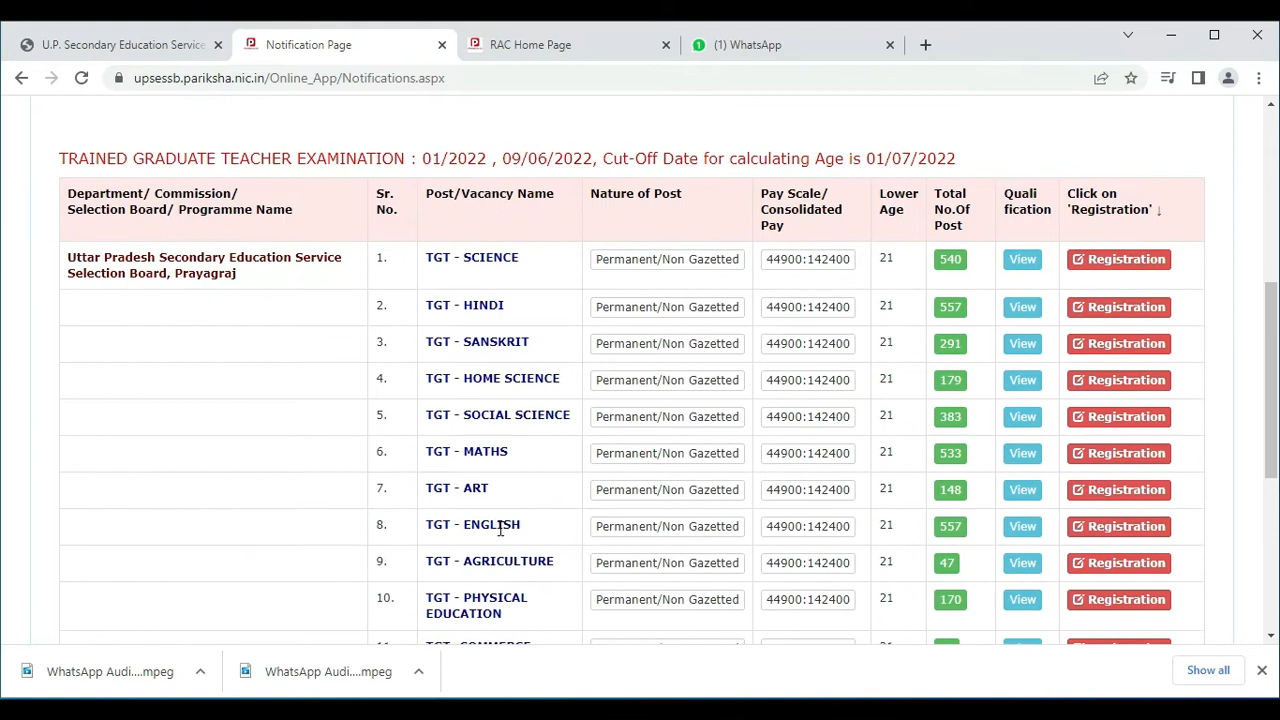 U.P. Secondary Education Service
Notification Page
RAC Home Page
(1) WhatsApp
upsessb.pariksha.nic.in/Online_App/Notifications.aspx
TRAINED GRADUATE TEACHER EXAMINATION : 01/2022 , 09/06/2022, Cut-Off Date for calculating Age is 01/07/2022
Department/ Commission/
Selection Board/ Programme Name
Sr.
No.
Post/Vacancy Name
Nature of Post
Pay Scale/
Consolidated
Pay
Lower
Age
Total
No.Of
Post
Quali
fication
Click on
'Registration' ↓
Uttar Pradesh Secondary Education Service
Selection Board, Prayagraj
1. TGT - SCIENCE Permanent/Non Gazetted 44900:142400 21 540 View Registration
2. TGT - HINDI Permanent/Non Gazetted 44900:142400 21 557 View Registration
3. TGT - SANSKRIT Permanent/Non Gazetted 44900:142400 21 291 View Registration
4. TGT - HOME SCIENCE Permanent/Non Gazetted 44900:142400 21 179 View Registration
5. TGT - SOCIAL SCIENCE Permanent/Non Gazetted 44900:142400 21 383 View Registration
6. TGT - MATHS Permanent/Non Gazetted 44900:142400 21 533 View Registration
7. TGT - ART Permanent/Non Gazetted 44900:142400 21 148 View Registration
8. TGT - ENGLISH Permanent/Non Gazetted 44900:142400 21 557 View Registration
9. TGT - AGRICULTURE Permanent/Non Gazetted 44900:142400 21 47 View Registration
10. TGT - PHYSICAL Permanent/Non Gazetted 44900:142400 21 170 View Registration
EDUCATION
WhatsApp Audi....mpeg
WhatsApp Audi....mpeg
Show all